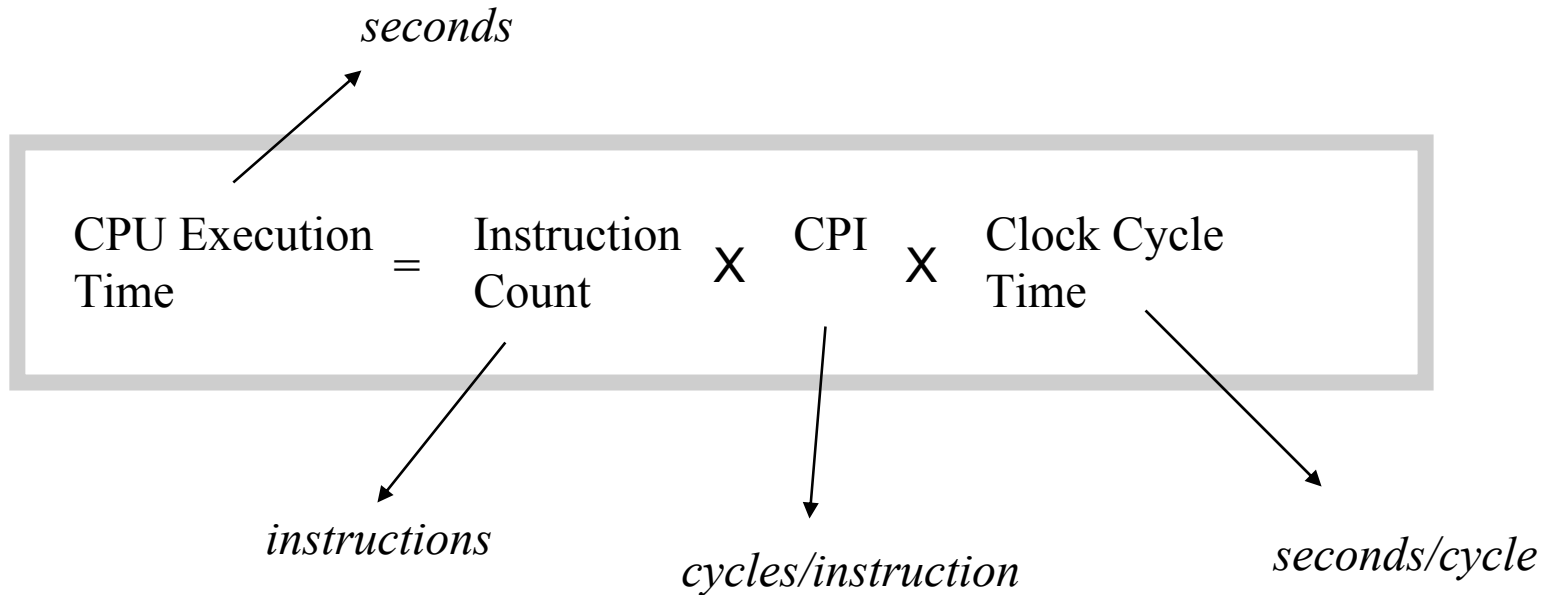 seconds
CPU Execution Time = Instruction Count X CPI X Clock Cycle Time
instructions
cycles/instruction
seconds/cycle